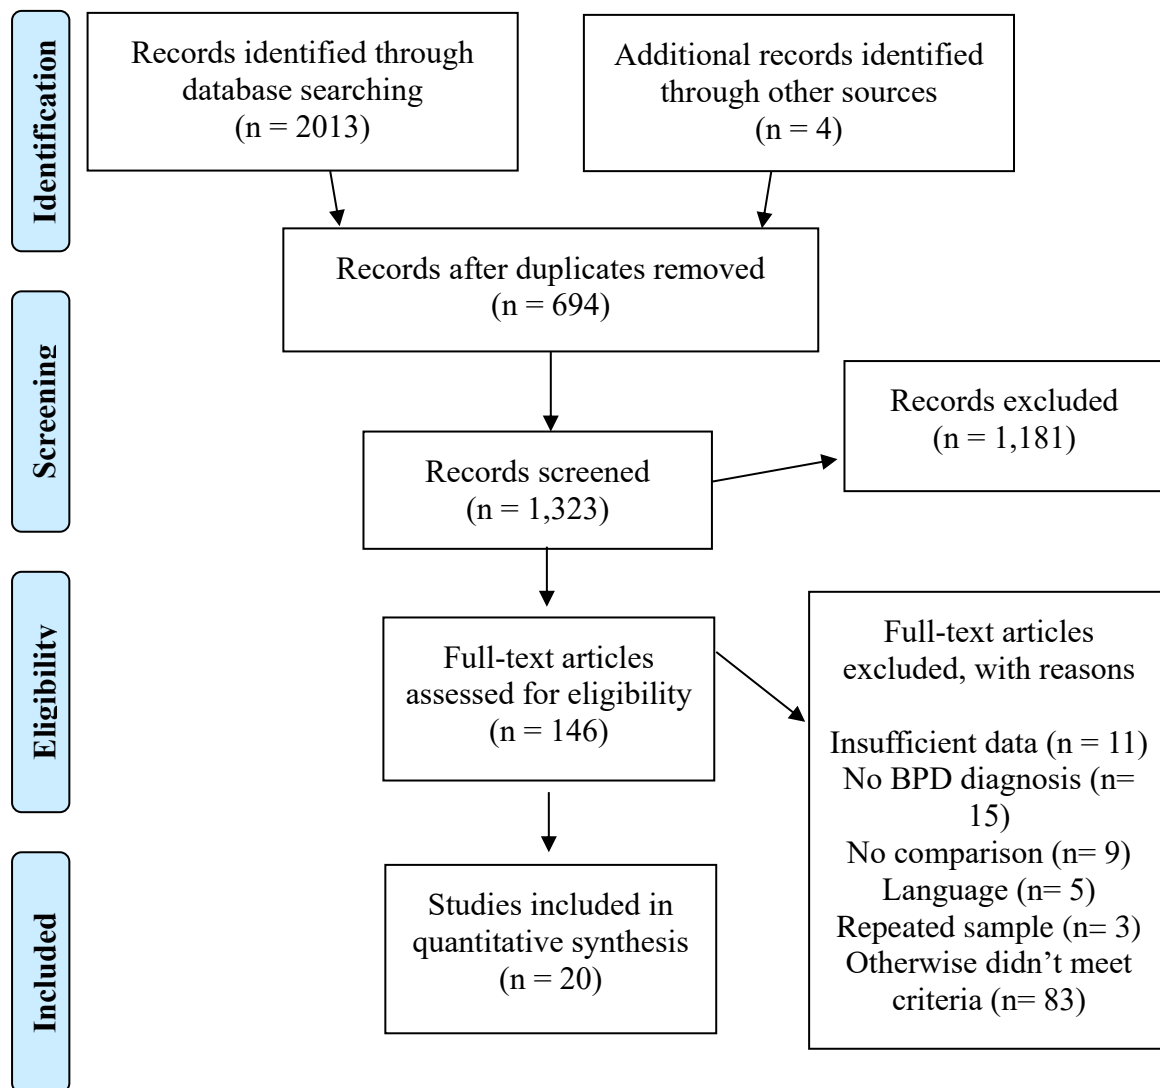 Identification
Records identified through
database searching
(n = 2013)
Additional records identified
through other sources
(n = 4)
Records after duplicates removed
(n = 694)
Screening
Records screened
(n = 1,323)
Records excluded
(n = 1,181)
Eligibility
Full-text articles
assessed for eligibility
(n = 146)
Full-text articles
excluded, with reasons
Insufficient data (n = 11)
No BPD diagnosis (n=
15)
No comparison (n= 9)
Language (n= 5)
Repeated sample (n= 3)
Otherwise didn’t meet
criteria (n= 83)
Included
Studies included in
quantitative synthesis
(n = 20)